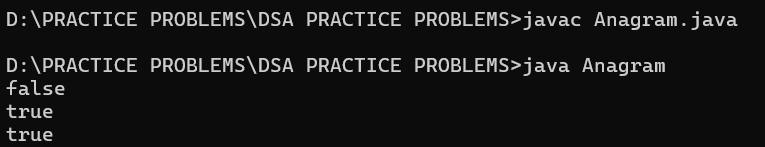 D:\PRACTICE PROBLEMS\DSA PRACTICE PROBLEMS>javac Anagram.java
D:\PRACTICE PROBLEMS\DSA PRACTICE PROBLEMS>java Anagram
false
true
true